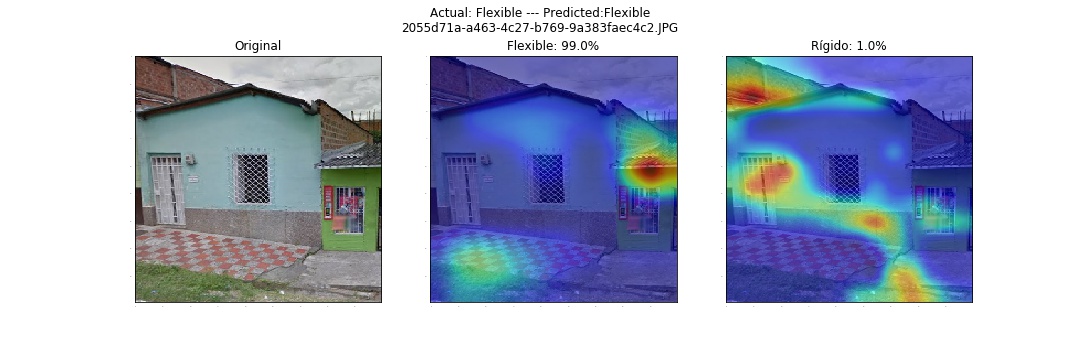 Actual: Flexible --- Predicted:Flexible
2055d71a-a463-4c27-b769-9a383faec4c2.JPG
Original
Flexible: 99.0%
Rígido: 1.0%